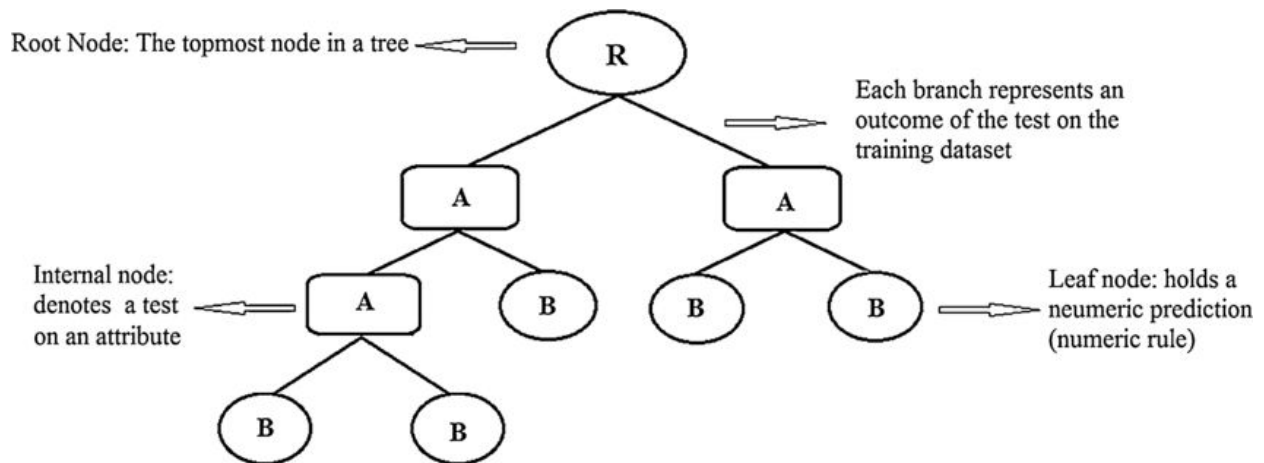 Root Node: The topmost node in a tree
R
Each branch represents an
outcome of the test on the
training dataset
A
A
Internal node:
denotes a test
on an attribute
A
B
B
B
Leaf node: holds a
neumeric prediction
(numeric rule)
B
B